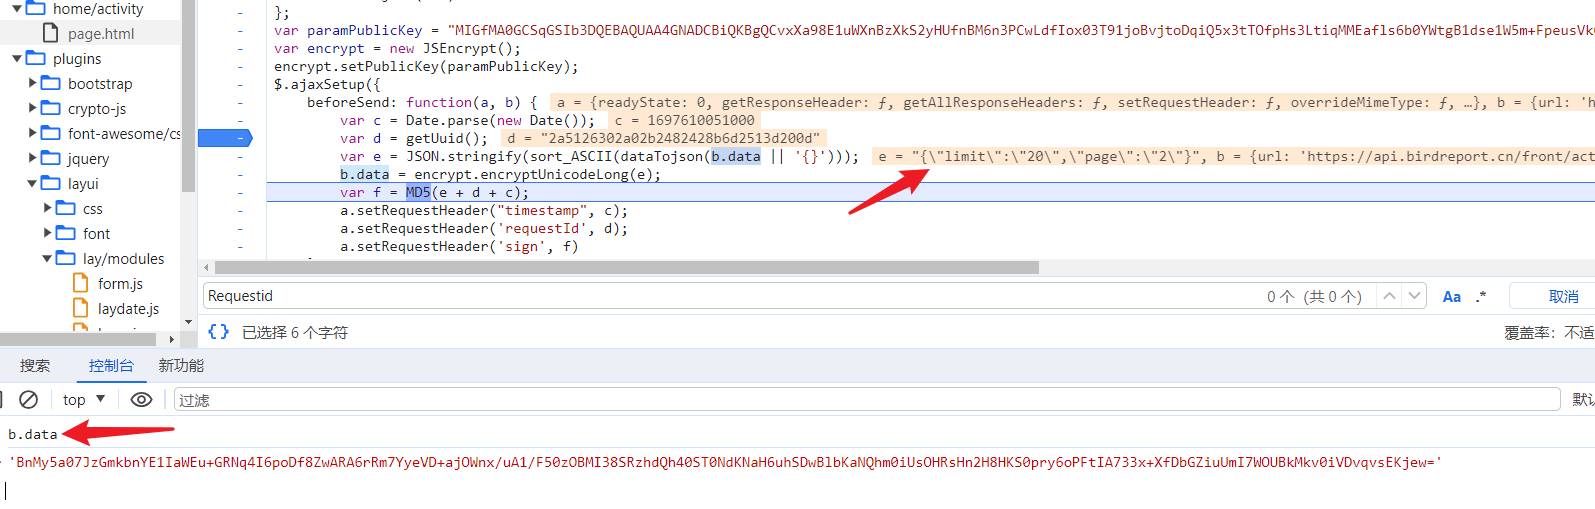 home/activity
page.html
plugins
bootstrap
crypto-js
font-awesome/cs
jquery
layui
css
font
lay/modules
form.js
laydate.js
};
var paramPublicKey = "MIGfMA0GCSqGSIb3DQEBAQUAA4GNADCBiQKBgQCvxXa98E1uWXnBzXkS2yHUfnBM6n3PCwLdfIox03T91joBvjtoDqiQ5x3tTOfpHs3LtiqMMEafls6b0YWtgB1dse1W5m+FpeusVk
var encrypt = new JSEncrypt();
encrypt.setPublicKey(paramPublicKey);
$.ajaxSetup({
beforeSend: function(a, b) { a = {readyState: 0, getResponseHeader: ƒ, getAllResponseHeaders: ƒ, setRequestHeader: ƒ, overrideMimeType: ƒ, …}, b = {url: 'h
var c = Date.parse(new Date()); c = 1697610051000
var d = getUuid(); d = "2a5126302a02b2482428b6d2513d200d"
var e = JSON.stringify(sort_ASCII(dataTojson(b.data || '{}'))); e = "{\"limit\":\"20\",\"page\":\"2\"}", b = {url: 'https://api.birdreport.cn/front/act
b.data = encrypt.encryptUnicodeLong(e);
var f = MD5(e + d + c);
a.setRequestHeader("timestamp", c);
a.setRequestHeader('requestId', d);
a.setRequestHeader('sign', f)
Requestid
0 个（共 0 个）
Aa .*
取消
{} 已选择 6 个字符
覆盖率：不适
搜索 控制台 新功能
top
过滤
默认
b.data
'BnMy5a07JzGmkbnYE1IaWEu+GRNq4I6poDf8ZwARA6rRm7YyeVD+ajOWnx/uA1/F50zOBMI38SRzhdQh40ST0NdKNaH6uhSDwBlbKaNQhm0iUsOHRsHn2H8HKS0pry6oPFtIA733x+XfDbGZiuUmI7WOUBkMkv0iVDvqvsEKjew='